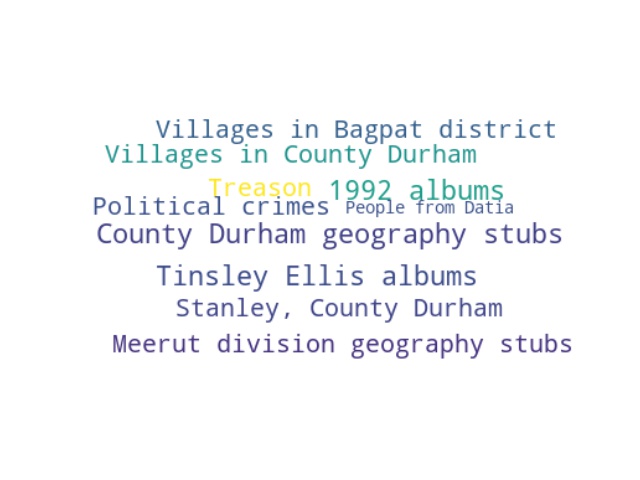 Villages in Bagpat district
Villages in County Durham
Treason
1992 albums
Political crimes
People from Datia
County Durham geography stubs
Tinsley Ellis albums
Stanley, County Durham
Meerut division geography stubs